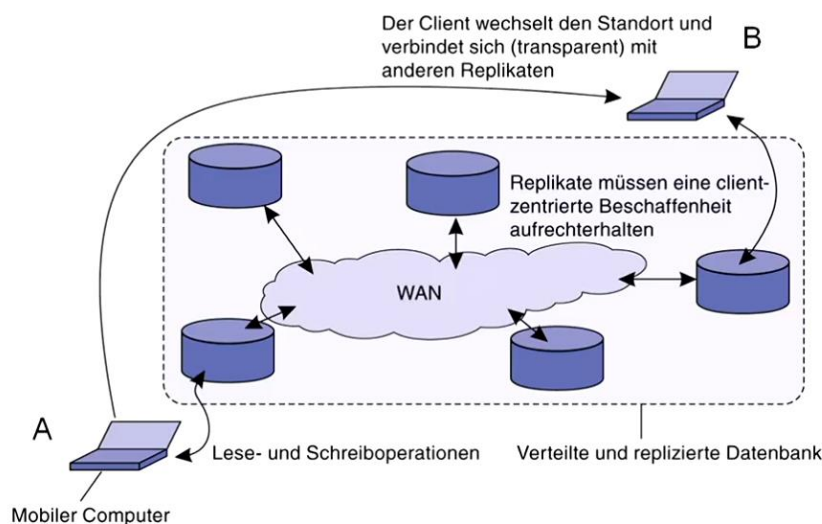 Der Client wechselt den Standort und
verbindet sich (transparent) mit
anderen Replikaten
B
Replikate müssen eine client-
zentrierte Beschaffenheit
aufrechterhalten
WAN
A
Lese- und Schreiboperationen
Verteilte und replizierte Datenbank
Mobiler Computer